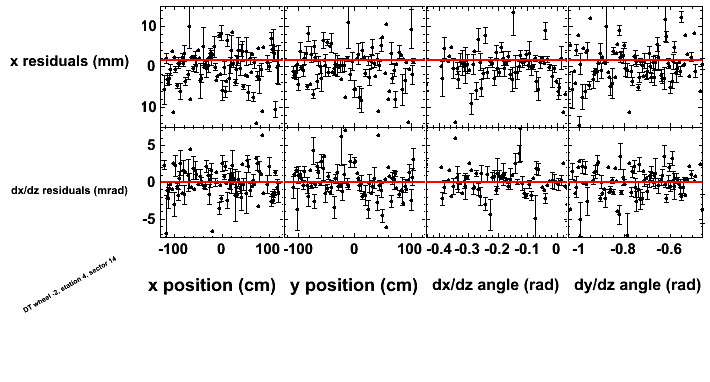 x residuals (mm)
10
0
10
dx/dz residuals (mrad)
5
0
-5
-100 0 100 -100 0 100 -0.4 -0.3 -0.2 -0.1 0 -1 -0.8 -0.6
x position (cm) y position (cm) dx/dz angle (rad) dy/dz angle (rad)
DT wheel -2, station 4, sector 14